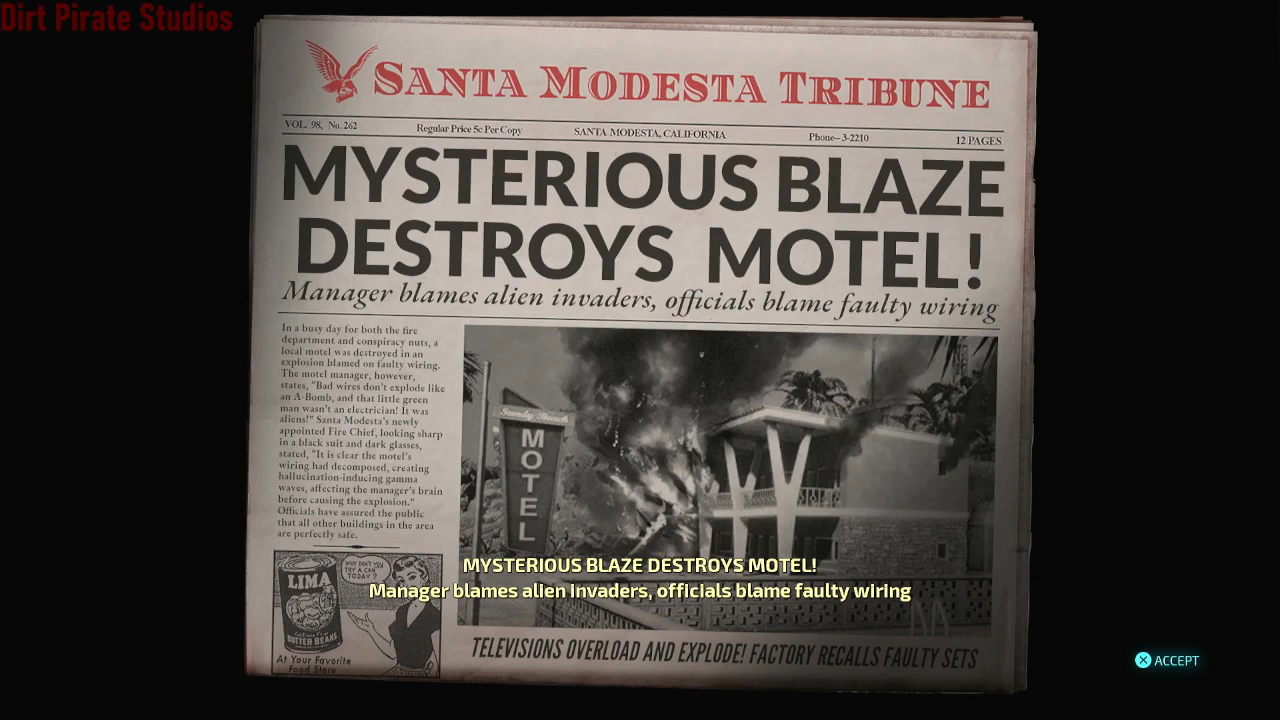 Dirt Pirate Studios
SANTA MODESTA TRIBUNE
VOL. 98, No. 262 Regular Price 5c Per Copy SANTA MODESTA, CALIFORNIA Phone– 3-2210 12 PAGES
MYSTERIOUS BLAZE
DESTROYS MOTEL!
Manager blames alien invaders, officials blame faulty wiring
In a busy day for both the fire
department and conspiracy nuts, a
local motel was destroyed in an
explosion blamed on faulty wiring.
The motel manager, however,
states, "Bad wires don't explode like
an A-Bomb, and that little green
man wasn't an electrician! It was
aliens!" Santa Modesta's newly
appointed Fire Chief, looking sharp
in a black suit and dark glasses,
stated, "It is clear the motel's
wiring had decomposed, creating
hallucination-inducing gamma
waves, affecting the manager's brain
before causing the explosion."
Officials have assured the public
that all other buildings in the area
are perfectly safe.
Sandy Beach
MOTEL
LIMA
BUTTER BEANS
WHY DON'T YOU
TRY A CAN
TODAY?
At Your Favorite
Food Store
MYSTERIOUS BLAZE DESTROYS MOTEL!
Manager blames alien invaders, officials blame faulty wiring
TELEVISIONS OVERLOAD AND EXPLODE! FACTORY RECALLS FAULTY SETS
ACCEPT